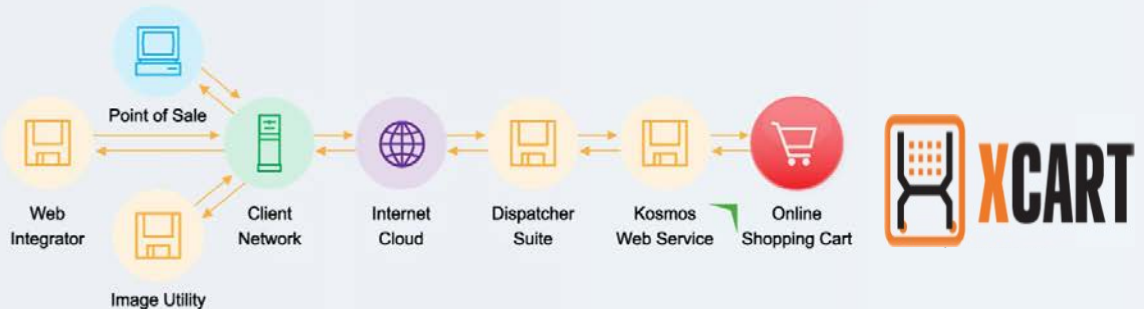 Point of Sale
Web
Integrator
Image Utility
Client
Network
Internet
Cloud
Dispatcher
Suite
Kosmos
Web Service
Online
Shopping Cart
XCART